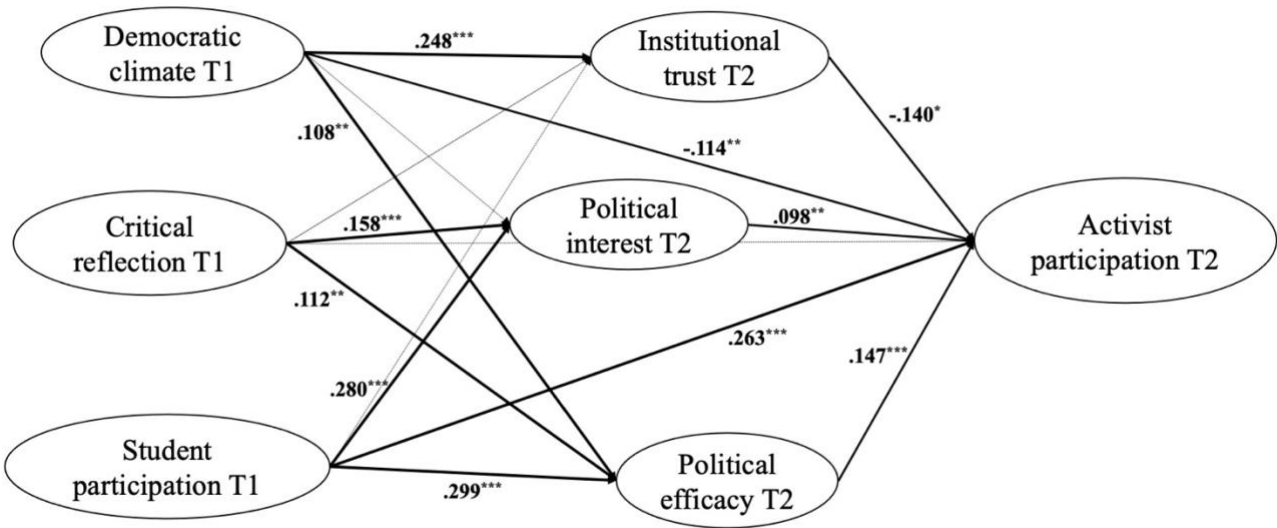 Democratic
climate T1
.248***
Institutional
trust T2
.108**
-.140*
-.114**
Critical
reflection T1
.158***
Political
interest T2
.098**
Activist
participation T2
.112**
.263***
.147***
.280***
Student
participation T1
.299***
Political
efficacy T2